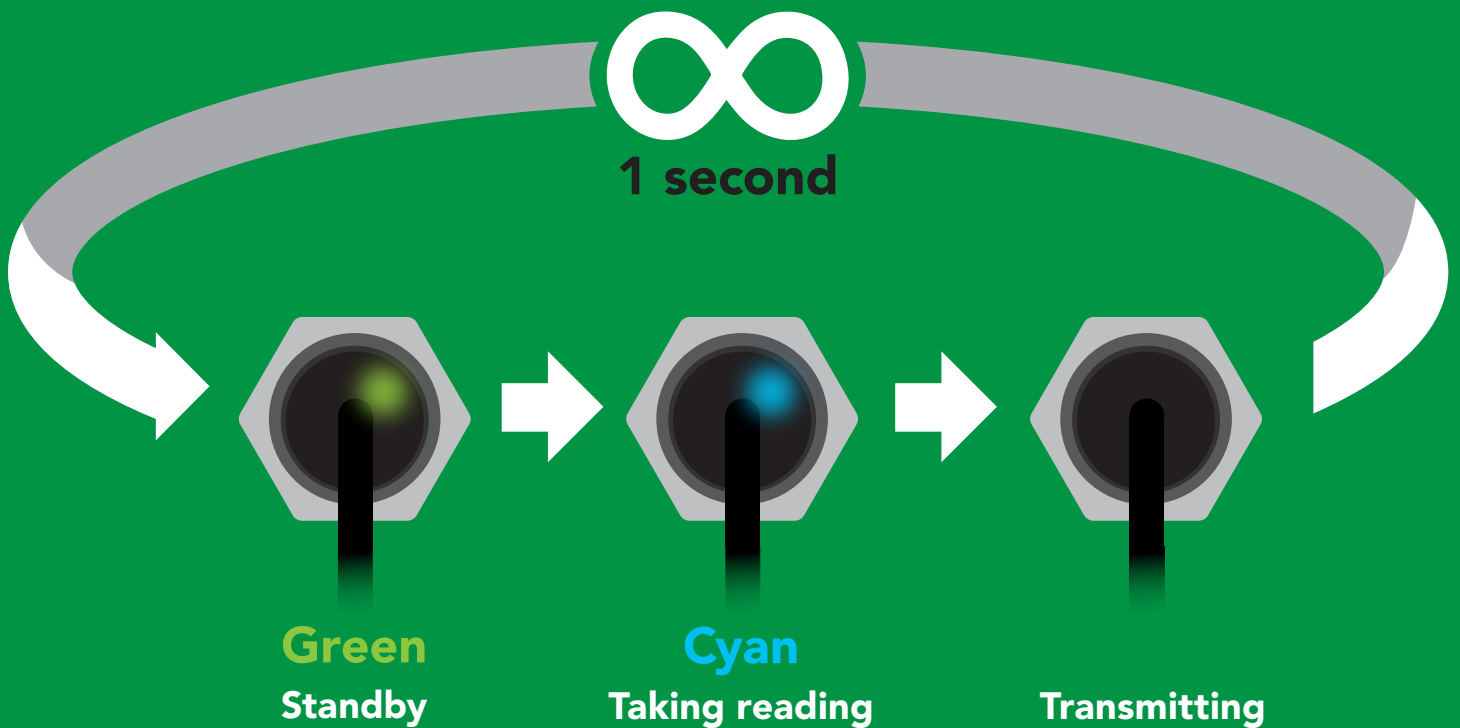 1 second
Green
Cyan
Standby
Taking reading
Transmitting